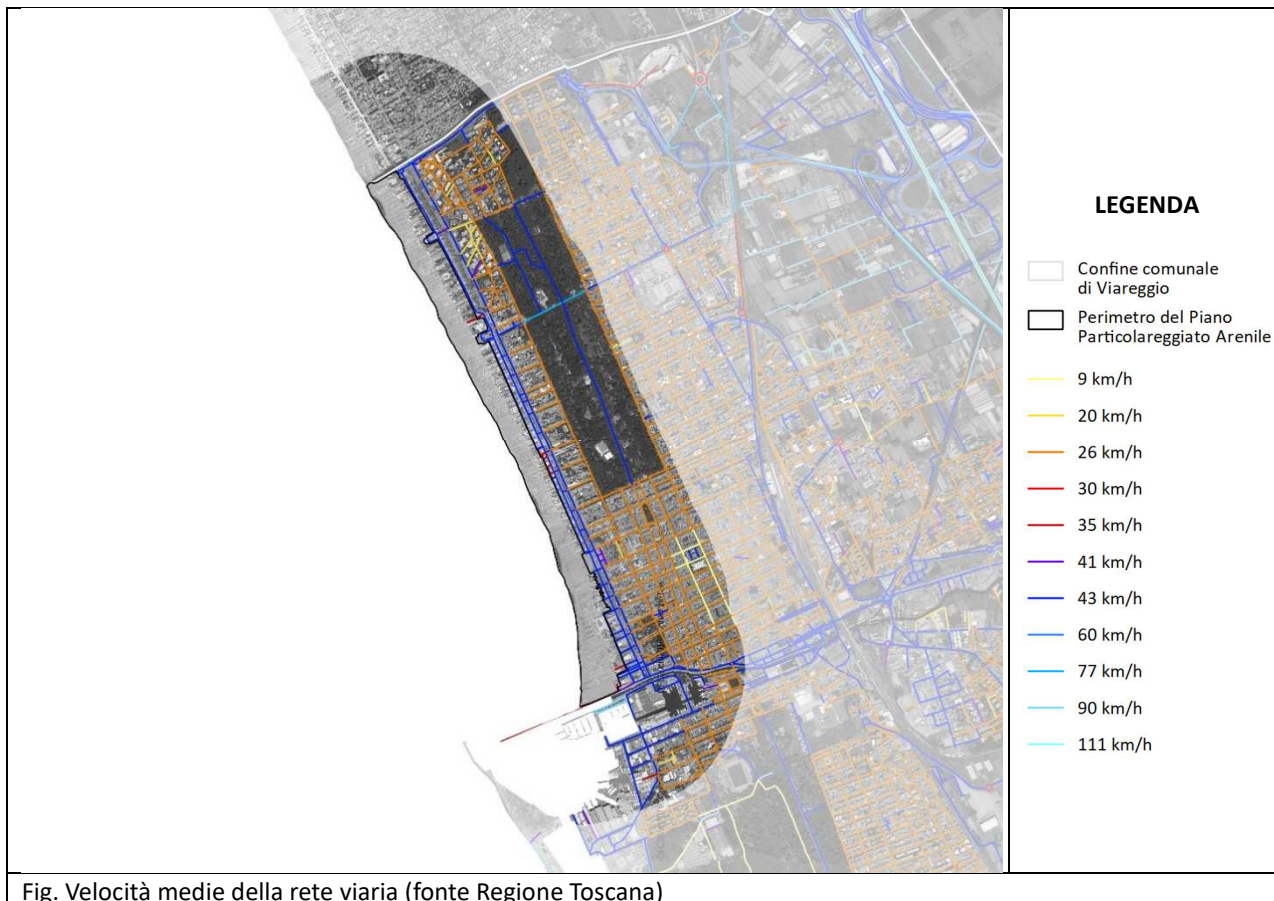 LEGENDA
Confine comunale
di Viareggio
Perimetro del Piano
Particolareggiato Arenile
9 km/h
20 km/h
26 km/h
30 km/h
35 km/h
41 km/h
43 km/h
60 km/h
77 km/h
90 km/h
111 km/h
Fig. Velocità medie della rete viaria (fonte Regione Toscana)